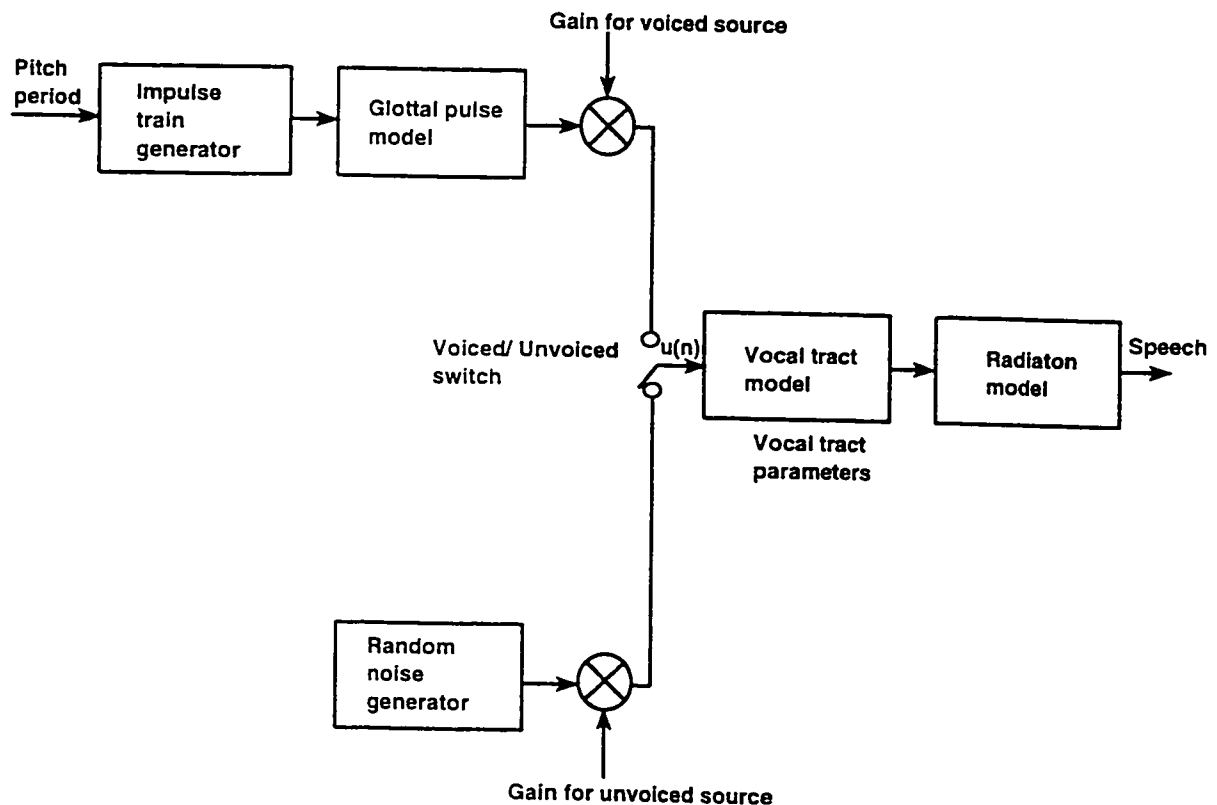 Gain for voiced source
Pitch
period
Impulse
train
generator
Glottal pulse
model
Voiced/ Unvoiced
switch
u(n)
Vocal tract
model
Radiaton
model
Speech
Vocal tract
parameters
Random
noise
generator
Gain for unvoiced source